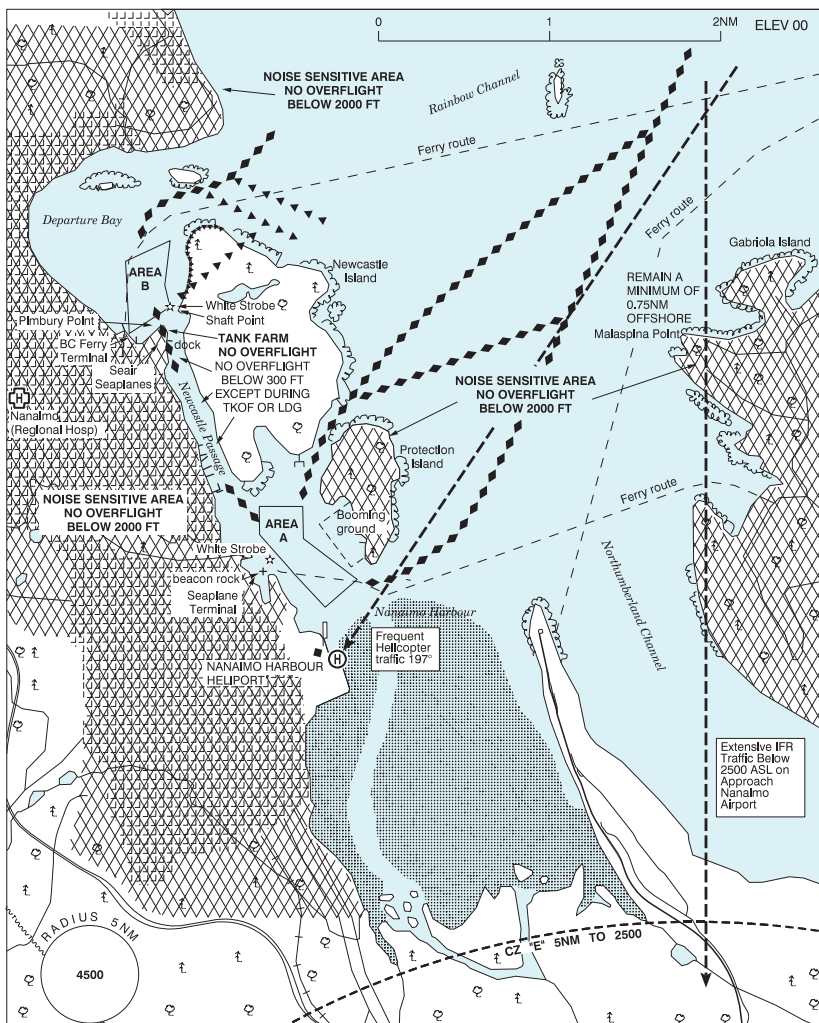 0
1
2NM
ELEV 00
NOISE SENSITIVE AREA
NO OVERFLIGHT
BELOW 2000 FT
Rainbow Channel
Ferry route
Departure Bay
Ferry route
Gabriola Island
AREA
B
Newcastle
Island
REMAIN A
MINIMUM OF
0.75NM
OFFSHORE
Malaspina Point
White Strobe
Shaft Point
Pimbury Point
BC Ferry
Terminal
dock
Seair
Seaplanes
TANK FARM
NO OVERFLIGHT
NO OVERFLIGHT
BELOW 300 FT
EXCEPT DURING
TKOF OR LDG
H
Nanaimo
(Regional Hosp)
Newcastle Passage
NOISE SENSITIVE AREA
NO OVERFLIGHT
BELOW 2000 FT
Protection
Island
NOISE SENSITIVE AREA
NO OVERFLIGHT
BELOW 2000 FT
Ferry route
AREA
A
Booming
ground
White Strobe
beacon rock
Seaplane
Terminal
Nanaimo Harbour
Northumberland Channel
NANAIMO HARBOUR
HELIPORT
H
Frequent
Helicopter
traffic 197°
Extensive IFR
Traffic Below
2500 ASL on
Approach
Nanaimo
Airport
RADIUS 5NM
4500
CZ "E" 5NM TO 2500